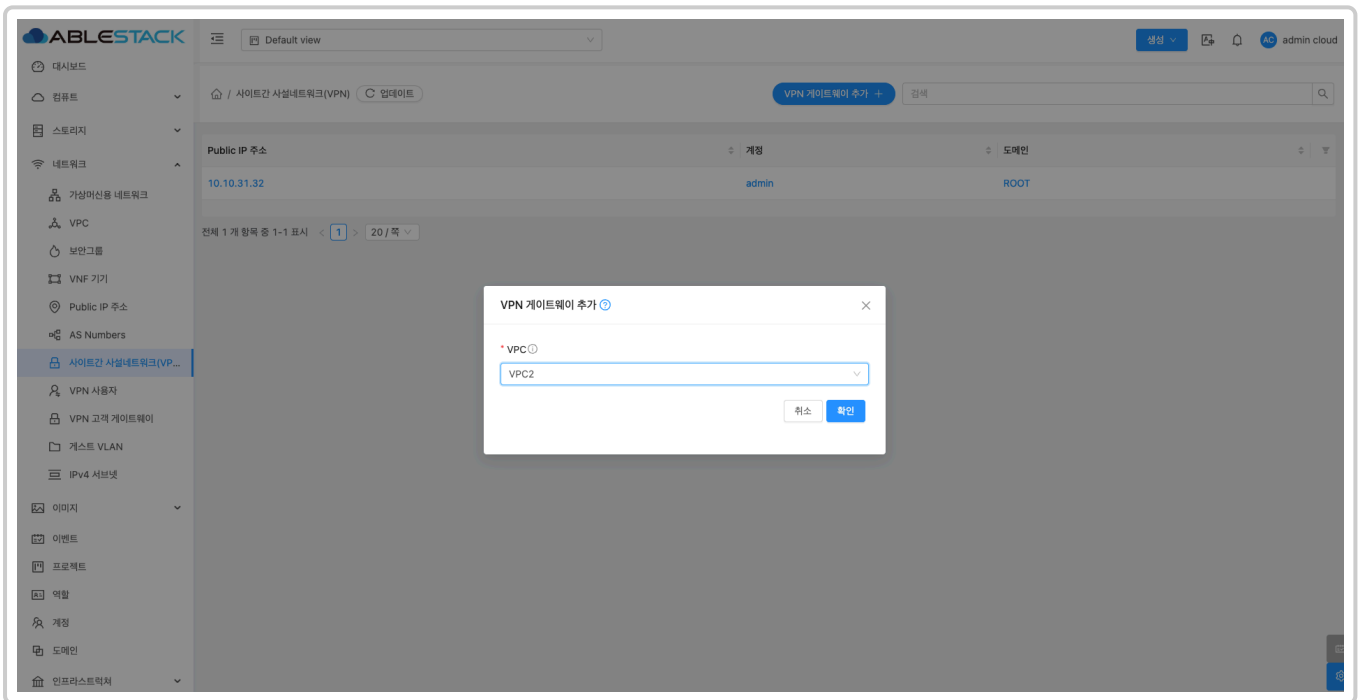 ABLESTACK
Default view
생성
AC admin cloud
대시보드
컴퓨트
스토리지
네트워크
가상머신용 네트워크
VPC
보안그룹
VNF 기기
Public IP 주소
AS Numbers
사이트간 사설네트워크(VP...
VPN 사용자
VPN 고객 게이트웨이
게스트 VLAN
IPv4 서브넷
이미지
이벤트
프로젝트
역할
계정
도메인
인프라스트럭쳐
/ 사이트간 사설네트워크(VPN) 업데이트
VPN 게이트웨이 추가 +
검색
Public IP 주소 계정 도메인
10.10.31.32 admin ROOT
전체 1 개 항목 중 1-1 표시 < 1 > 20 / 쪽
VPN 게이트웨이 추가
* VPC
VPC2
취소 확인